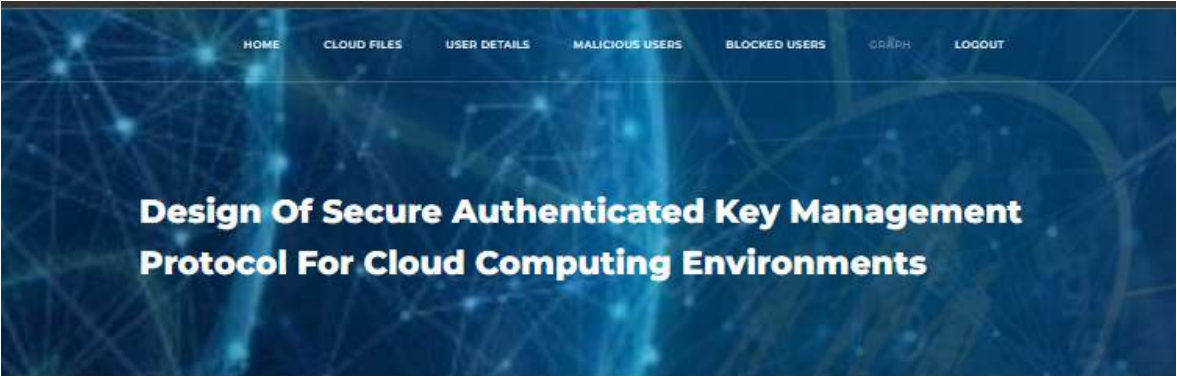 HOME CLOUD FILES USER DETAILS MALICIOUS USERS BLOCKED USERS GRAPH LOGOUT
Design Of Secure Authenticated Key Management
Protocol For Cloud Computing Environments